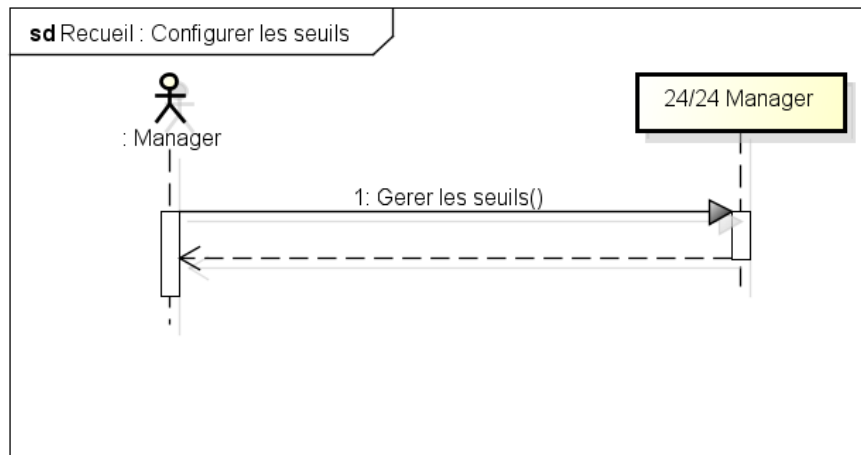 sd Recueil : Configurer les seuils
24/24 Manager
: Manager
1: Gerer les seuils()